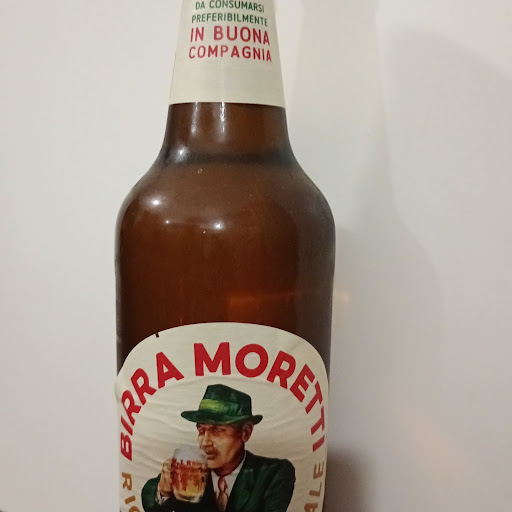 DA CONSUMARSI
PREFERIBILMENTE
IN BUONA
COMPAGNIA
BIRRA MORETTI